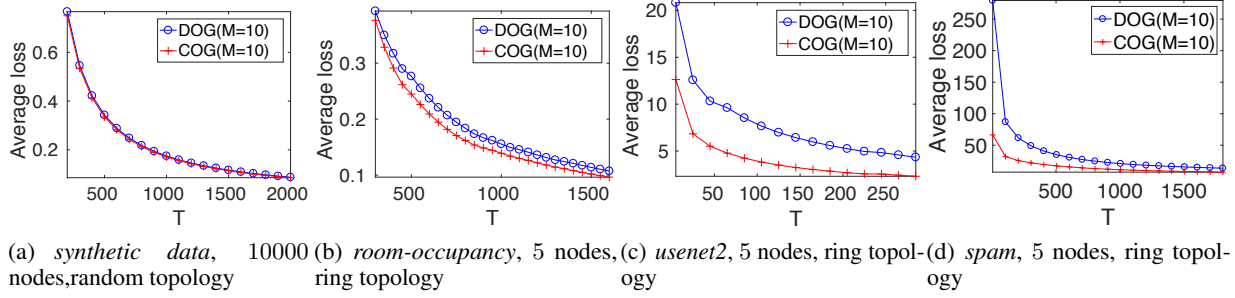 0.6
0.4
0.2
500
1000
1500
2000
Average loss
T
DOG(M=10)
COG(M=10)
0.3
0.2
0.1
500
1000
1500
Average loss
T
DOG(M=10)
COG(M=10)
20
15
10
5
50
100
150
200
250
Average loss
T
DOG(M=10)
COG(M=10)
250
200
150
100
50
500
1000
1500
Average loss
T
DOG(M=10)
COG(M=10)
(a) synthetic data, 10000
nodes,random topology
(b) room-occupancy, 5 nodes,
ring topology
(c) usenet2, 5 nodes, ring topol-
ogy
(d) spam, 5 nodes, ring topol-
ogy